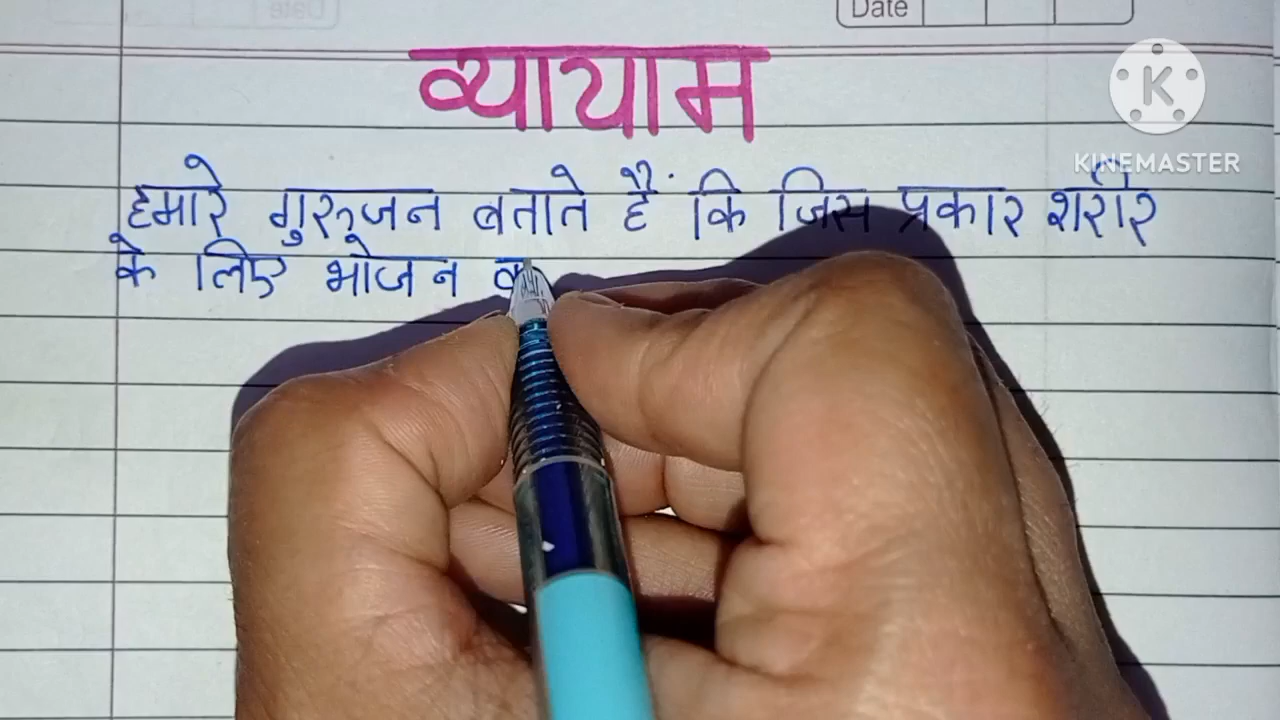 Date
व्यायाम
KINEMASTER
हमारे गुरूजन बताते हैं कि जिस प्रकार शरीर
के लिए भोजन